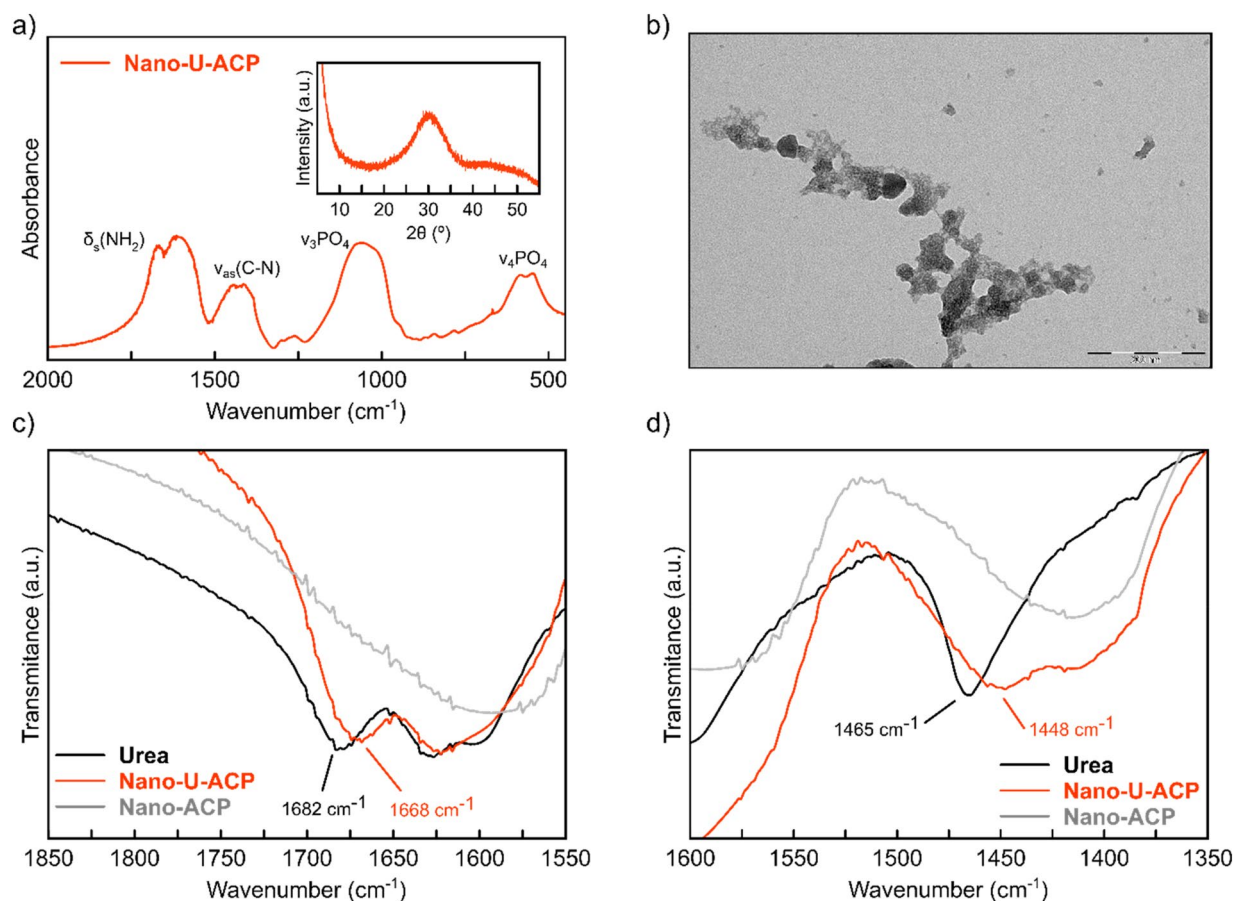 a)
Nano-U-ACP
Absorbance
δs(NH2)
vas(C-N)
v3PO4
v4PO4
2000 1500 1000 500
Wavenumber (cm-1)
Intensity (a.u.)
10 20 30 40 50
2θ (º)
b)
c)
Transmitance (a.u.)
1682 cm-1
1668 cm-1
Urea
Nano-U-ACP
Nano-ACP
1850 1800 1750 1700 1650 1600 1550
Wavenumber (cm-1)
d)
Transmitance (a.u.)
1465 cm-1
1448 cm-1
Urea
Nano-U-ACP
Nano-ACP
1600 1550 1500 1450 1400 1350
Wavenumber (cm-1)